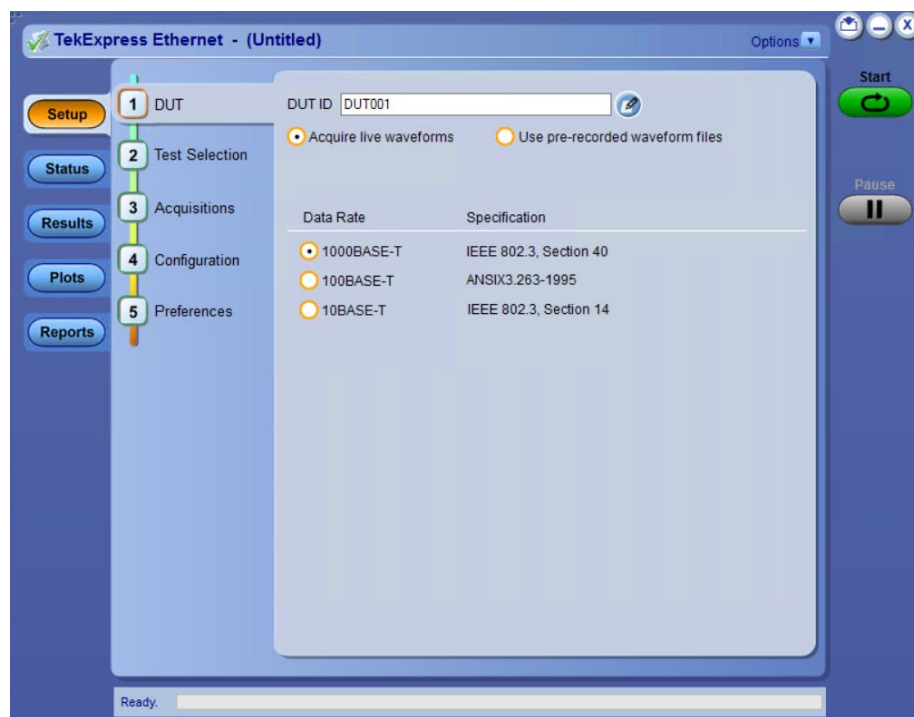 TekExpress Ethernet - (Untitled)
Options
X
Start
Pause
Setup
Status
Results
Plots
Reports
1 DUT
2 Test Selection
3 Acquisitions
4 Configuration
5 Preferences
DUT ID DUT001
Acquire live waveforms Use pre-recorded waveform files
Data Rate Specification
1000BASE-T IEEE 802.3, Section 40
100BASE-T ANSIX3.263-1995
10BASE-T IEEE 802.3, Section 14
Ready.